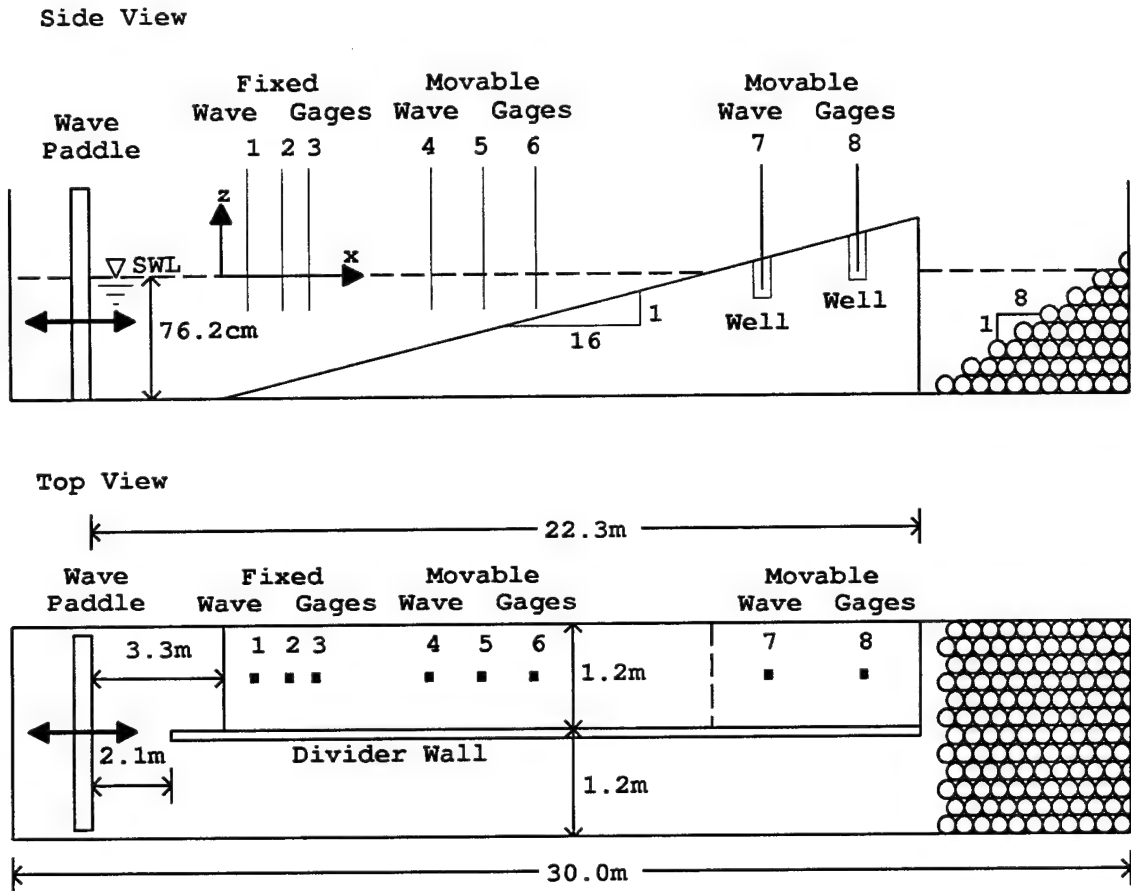 Side View
Fixed Movable Movable
Wave Gages Wave Gages Wave Gages
Wave Paddle
1 2 3 4 5 6 7 8
z
x
SWL
76.2cm
1
16
Well
Well
8
1
Top View
22.3m
Wave Fixed Movable Movable
Paddle Wave Gages Wave Gages Wave Gages
3.3m
1 2 3 4 5 6 7 8
1.2m
2.1m
Divider Wall
1.2m
30.0m